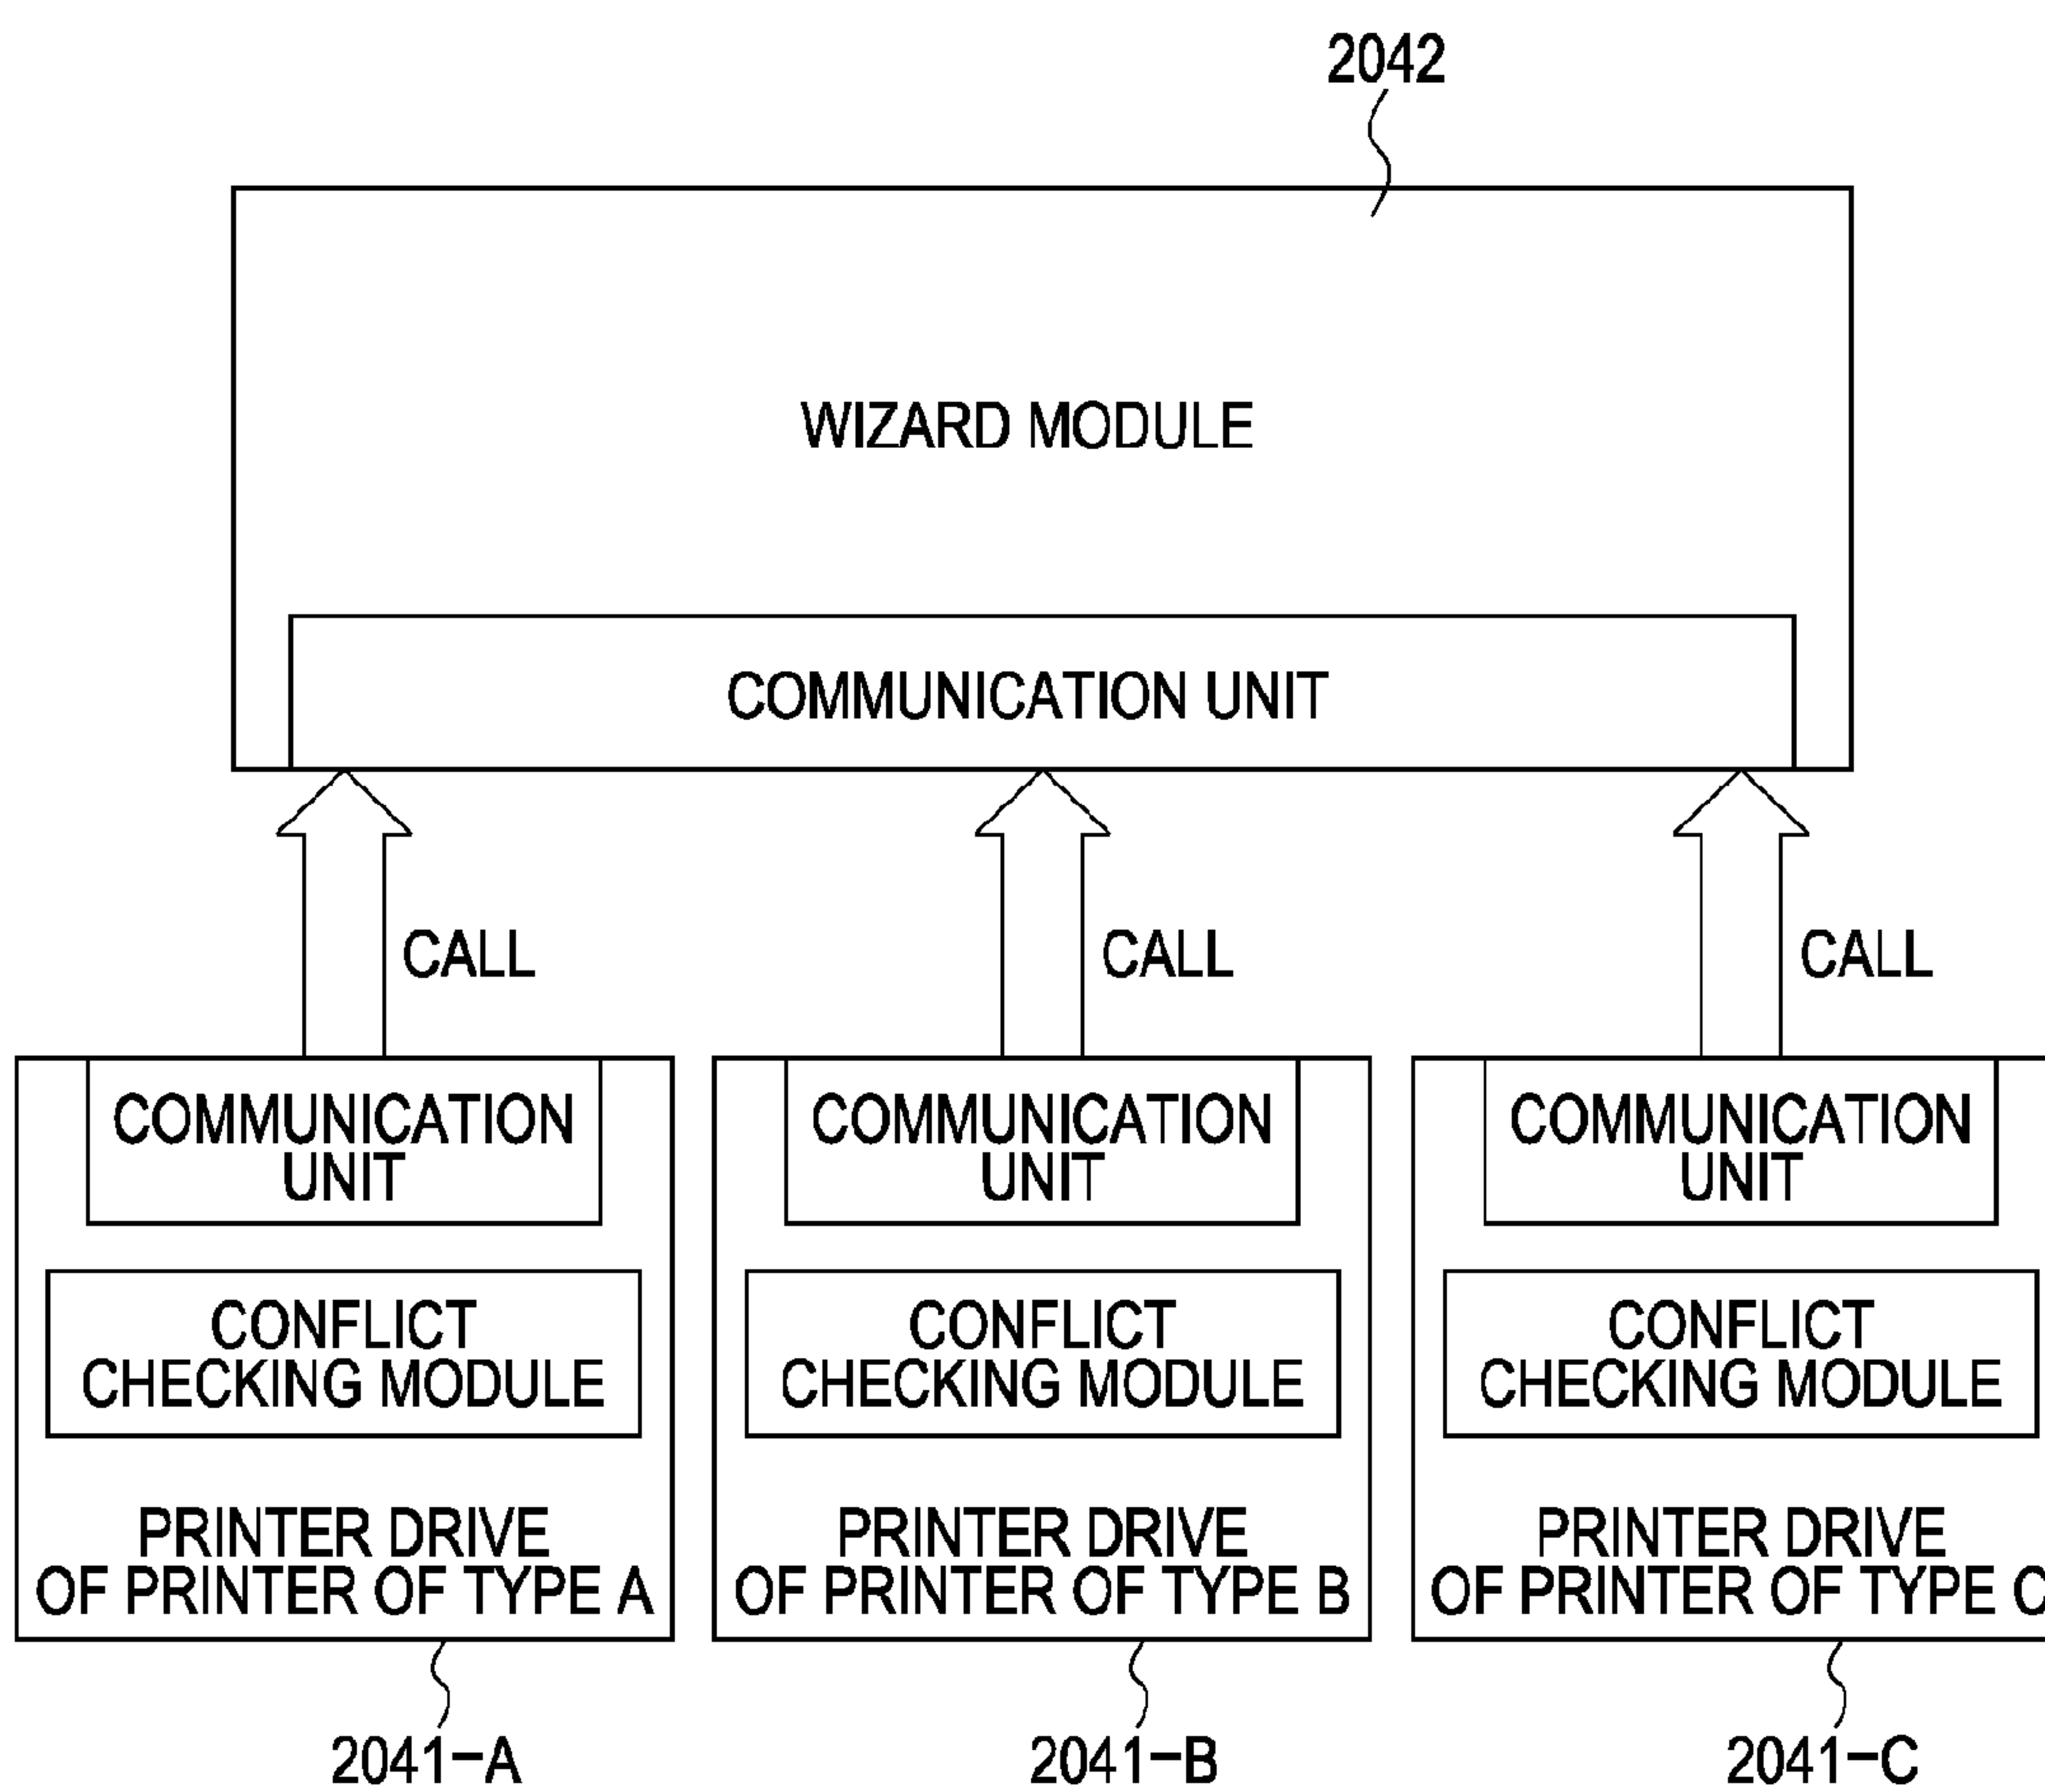 2042
WIZARD MODULE
COMMUNICATION UNIT
CALL
CALL
CALL
COMMUNICATION
UNIT
CONFLICT
CHECKING MODULE
PRINTER DRIVE
OF PRINTER OF TYPE A
2041-A
COMMUNICATION
UNIT
CONFLICT
CHECKING MODULE
PRINTER DRIVE
OF PRINTER OF TYPE B
2041-B
COMMUNICATION
UNIT
CONFLICT
CHECKING MODULE
PRINTER DRIVE
OF PRINTER OF TYPE C
2041-C